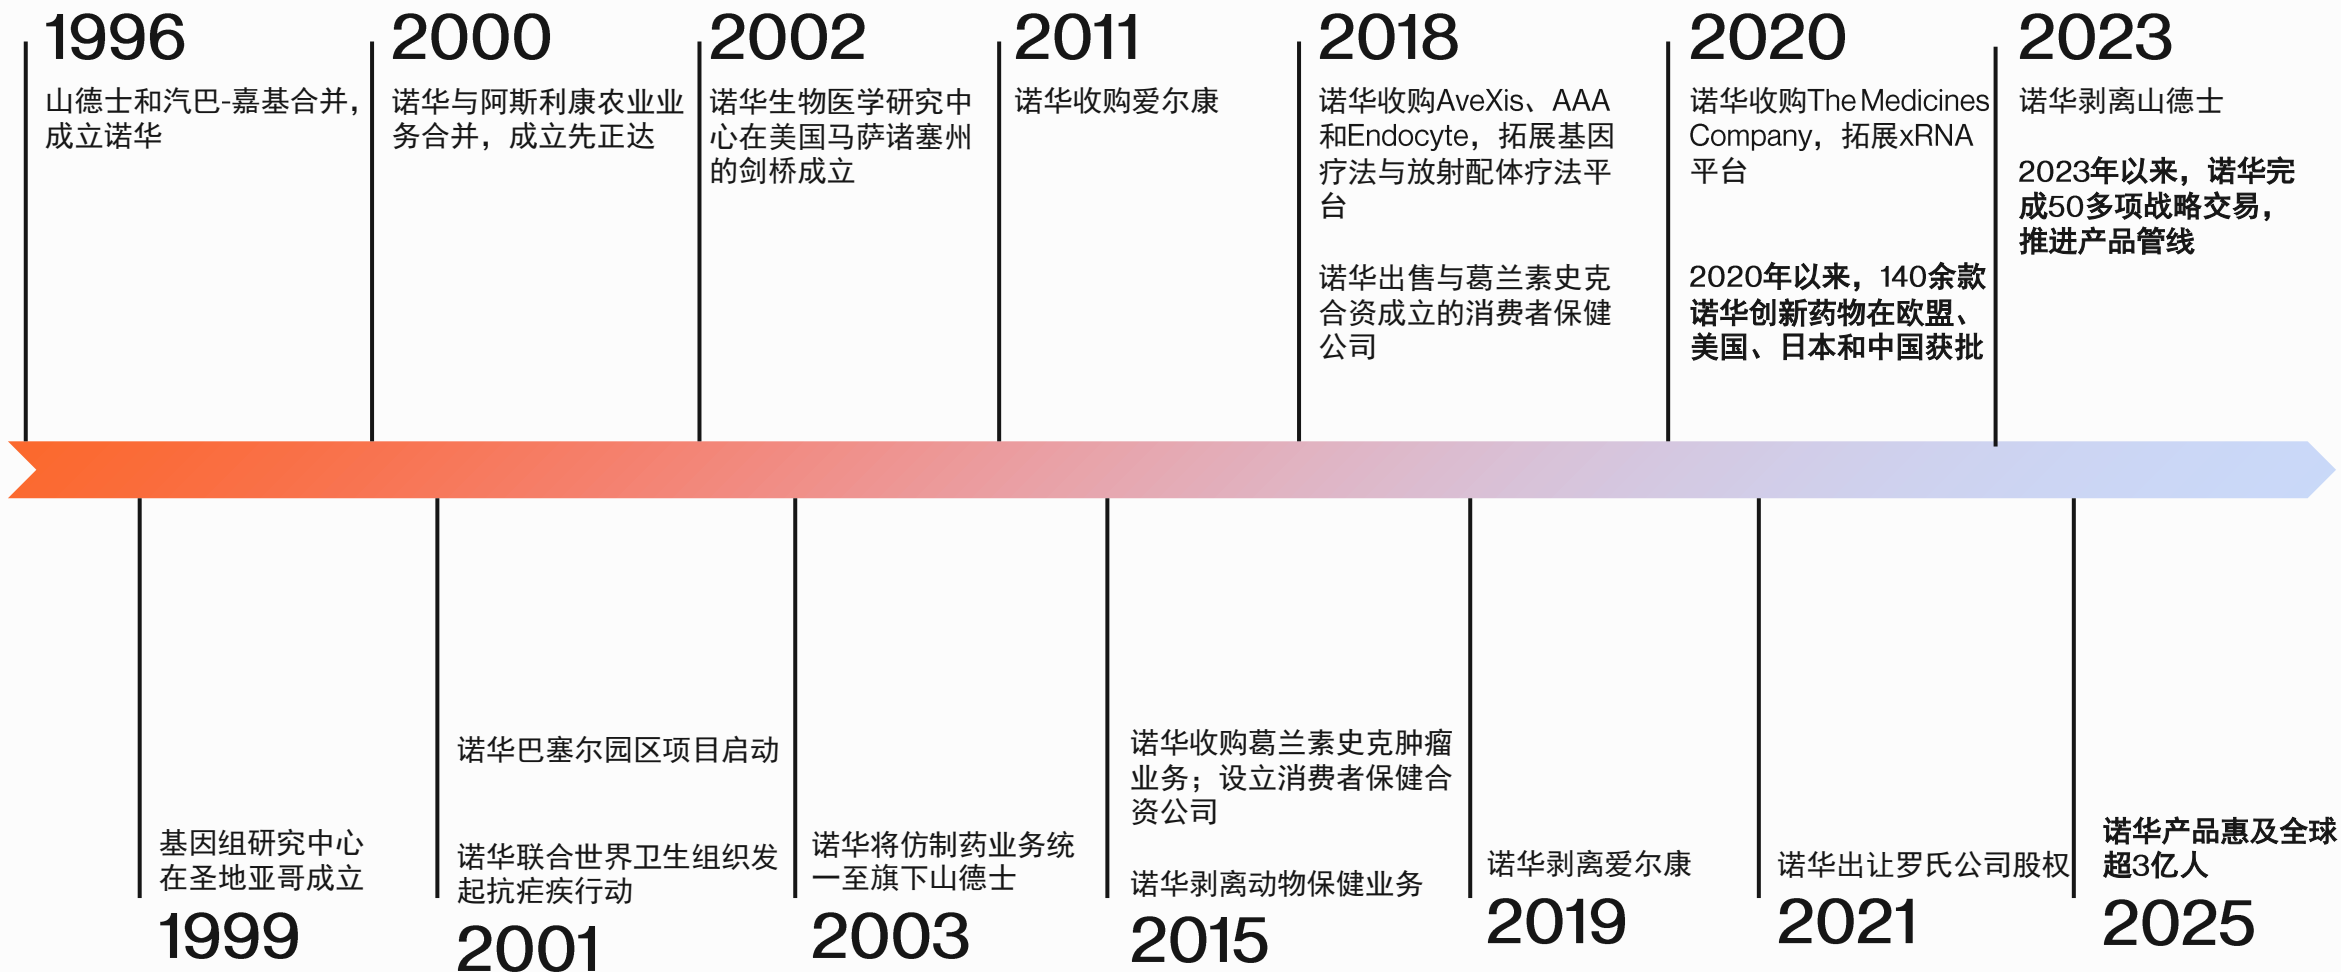 1996
山德士和汽巴-嘉基合并，
成立诺华
2000
诺华与阿斯利康农业业
务合并，成立先正达
2002
诺华生物医学研究中
心在美国马萨诸塞州
的剑桥成立
2011
诺华收购爱尔康
2018
诺华收购AveXis、AAA
和Endocyte，拓展基因
疗法与放射配体疗法平
台
诺华出售与葛兰素史克
合资成立的消费者保健
公司
2020
诺华收购The Medicines
Company，拓展xRNA
平台
2020年以来，140余款
诺华创新药物在欧盟、
美国、日本和中国获批
2023
诺华剥离山德士
2023年以来，诺华完
成50多项战略交易，
推进产品管线
基因组研究中心
在圣地亚哥成立
1999
诺华巴塞尔园区项目启动
诺华联合世界卫生组织发
起抗疟疾行动
2001
诺华将仿制药业务统
一至旗下山德士
2003
诺华收购葛兰素史克肿瘤
业务；设立消费者保健合
资公司
诺华剥离动物保健业务
2015
诺华剥离爱尔康
2019
诺华出让罗氏公司股权
2021
诺华产品惠及全球
超3亿人
2025